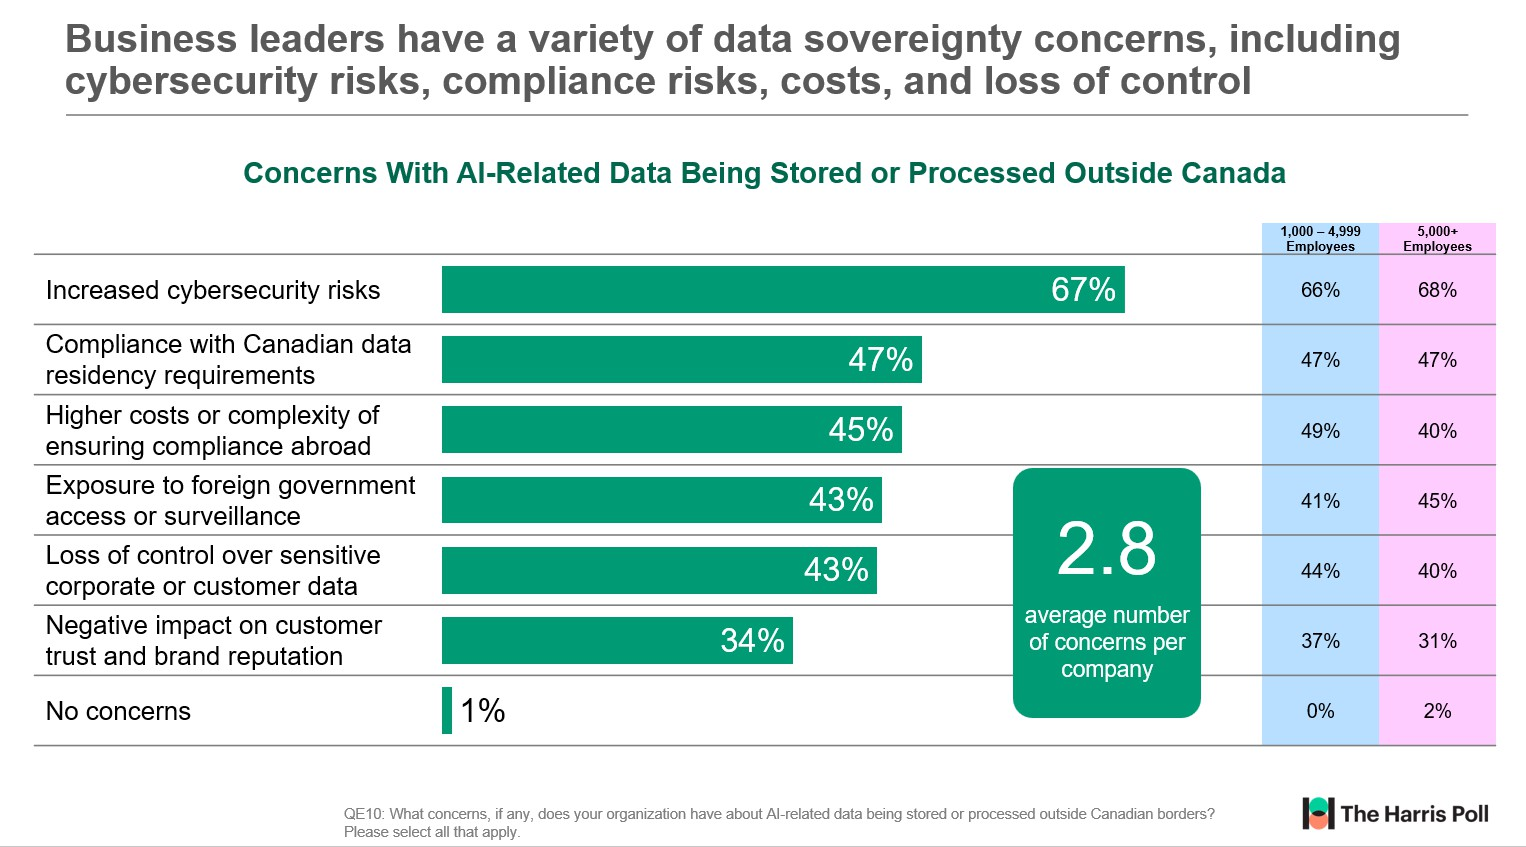 Business leaders have a variety of data sovereignty concerns, including
cybersecurity risks, compliance risks, costs, and loss of control
Concerns With AI-Related Data Being Stored or Processed Outside Canada
1,000 – 4,999
Employees
5,000+
Employees
Increased cybersecurity risks
67%
66%
68%
Compliance with Canadian data
residency requirements
47%
47%
47%
Higher costs or complexity of
ensuring compliance abroad
45%
49%
40%
Exposure to foreign government
access or surveillance
43%
41%
45%
Loss of control over sensitive
corporate or customer data
43%
44%
40%
Negative impact on customer
trust and brand reputation
34%
37%
31%
No concerns
1%
0%
2%
2.8
average number
of concerns per
company
QE10: What concerns, if any, does your organization have about AI-related data being stored or processed outside Canadian borders?
Please select all that apply.
The Harris Poll